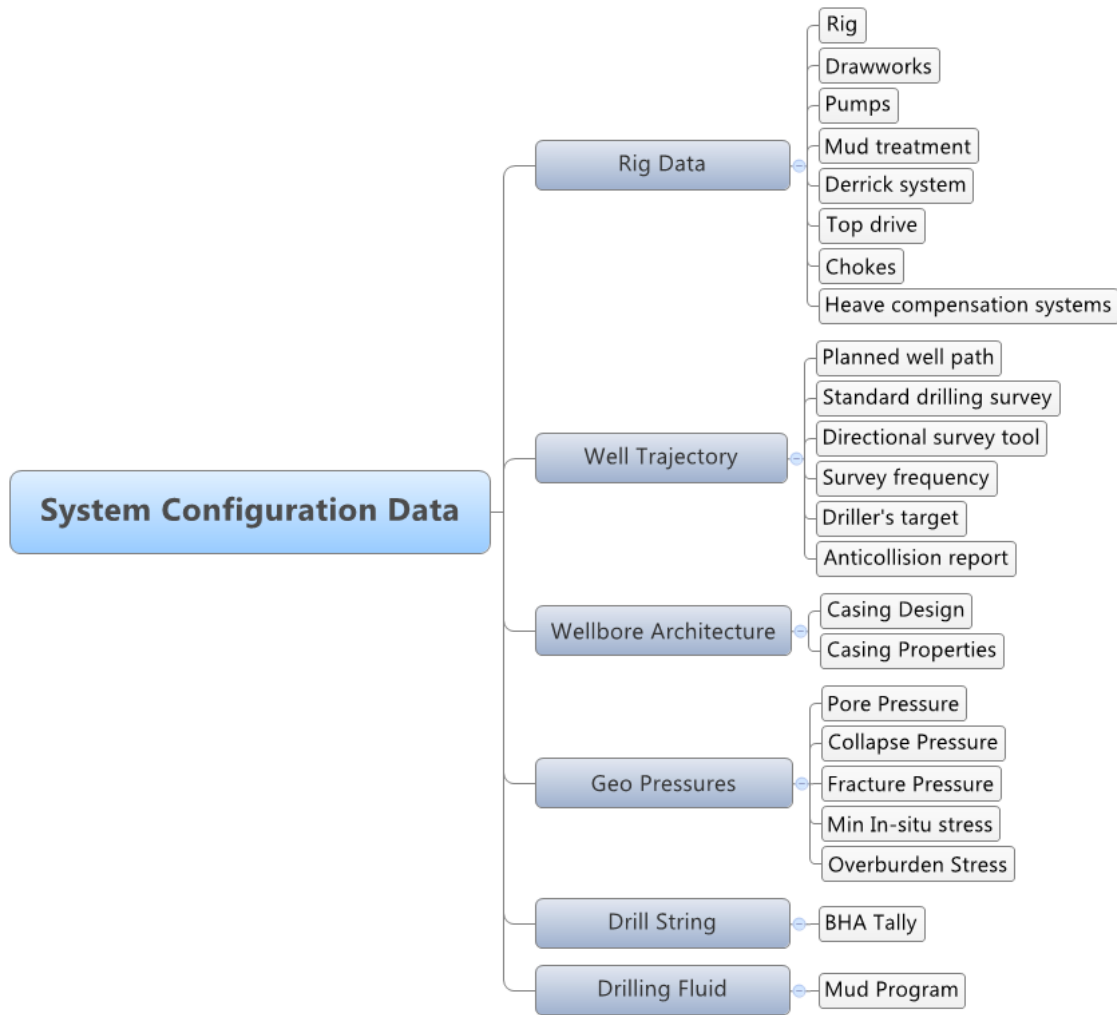 System Configuration Data
Rig Data
Rig
Drawworks
Pumps
Mud treatment
Derrick system
Top drive
Chokes
Heave compensation systems
Well Trajectory
Planned well path
Standard drilling survey
Directional survey tool
Survey frequency
Driller's target
Anticollision report
Wellbore Architecture
Casing Design
Casing Properties
Geo Pressures
Pore Pressure
Collapse Pressure
Fracture Pressure
Min In-situ stress
Overburden Stress
Drill String
BHA Tally
Drilling Fluid
Mud Program